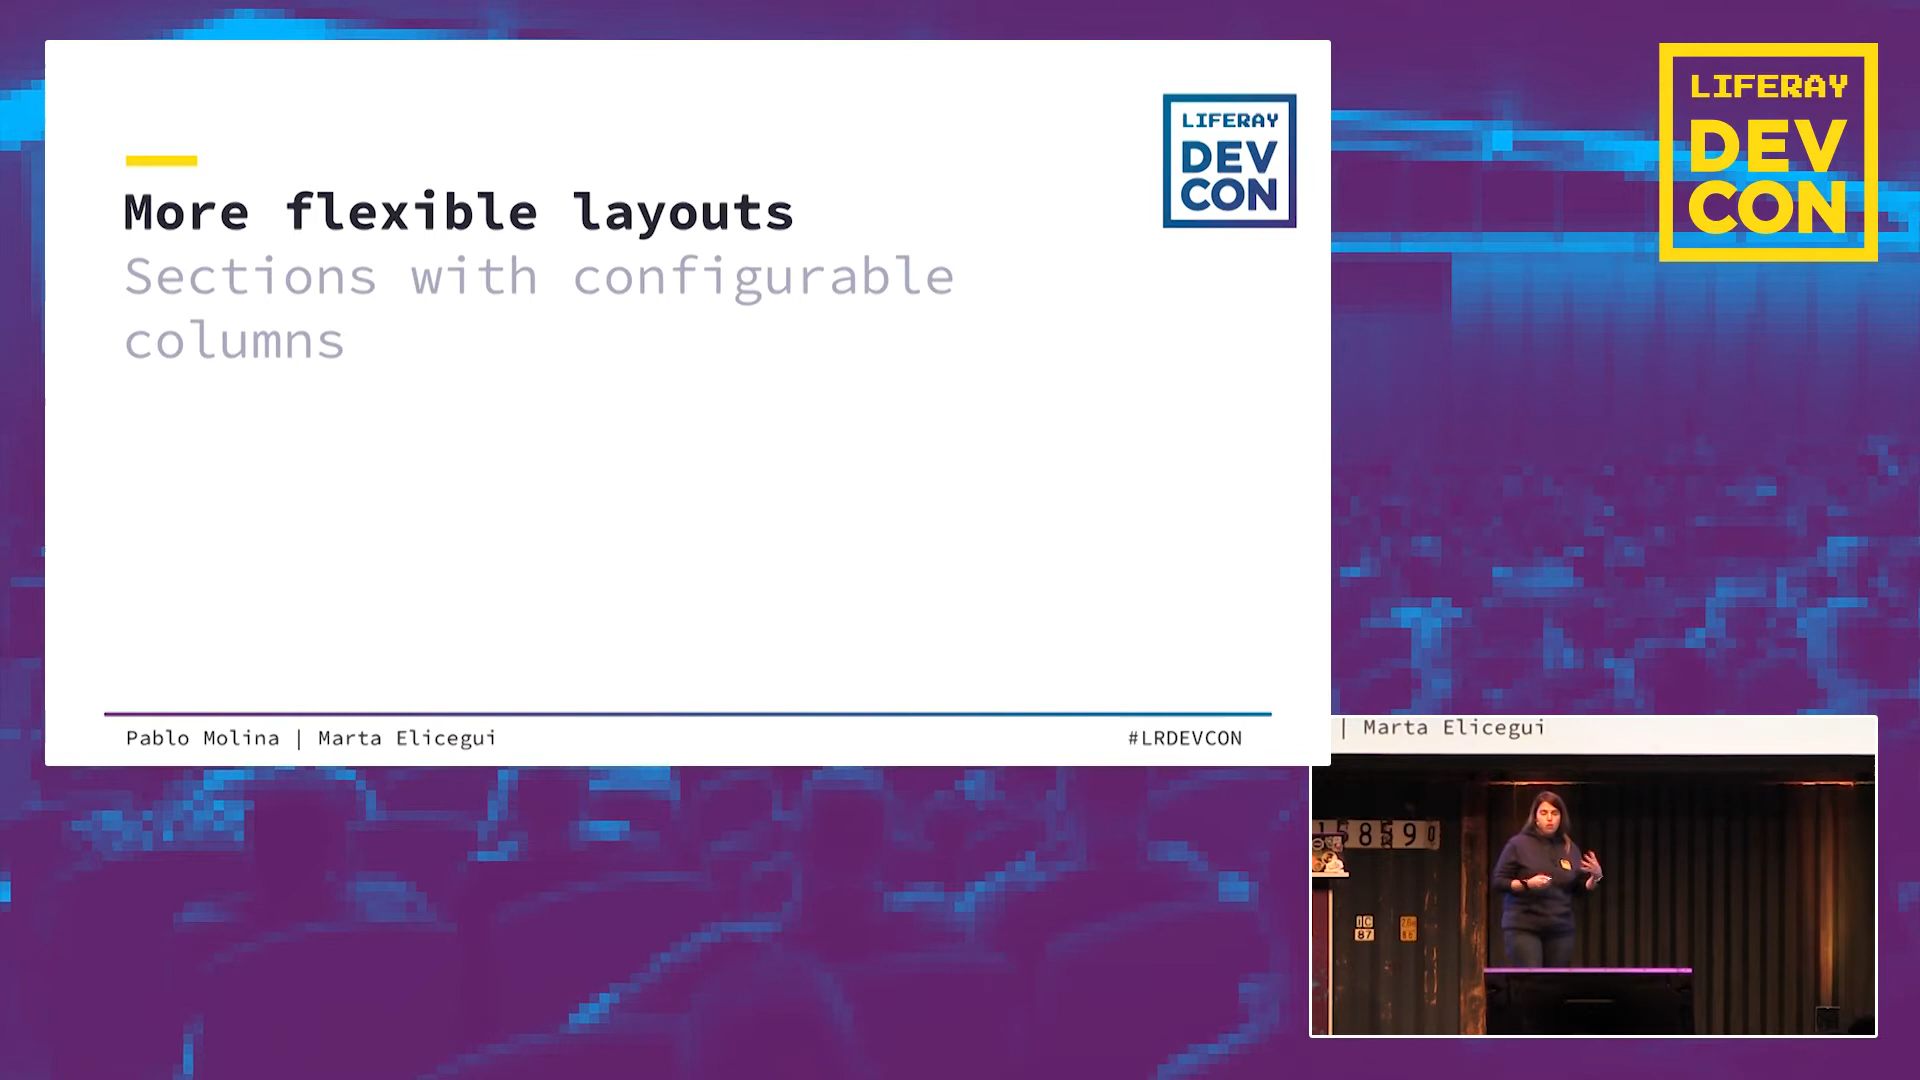 More flexible layouts
Sections with configurable
columns
LIFERAY
DEV
CON
Pablo Molina | Marta Elicegui
#LRDEVCON
LIFERAY
DEV
CON
| Marta Elicegui